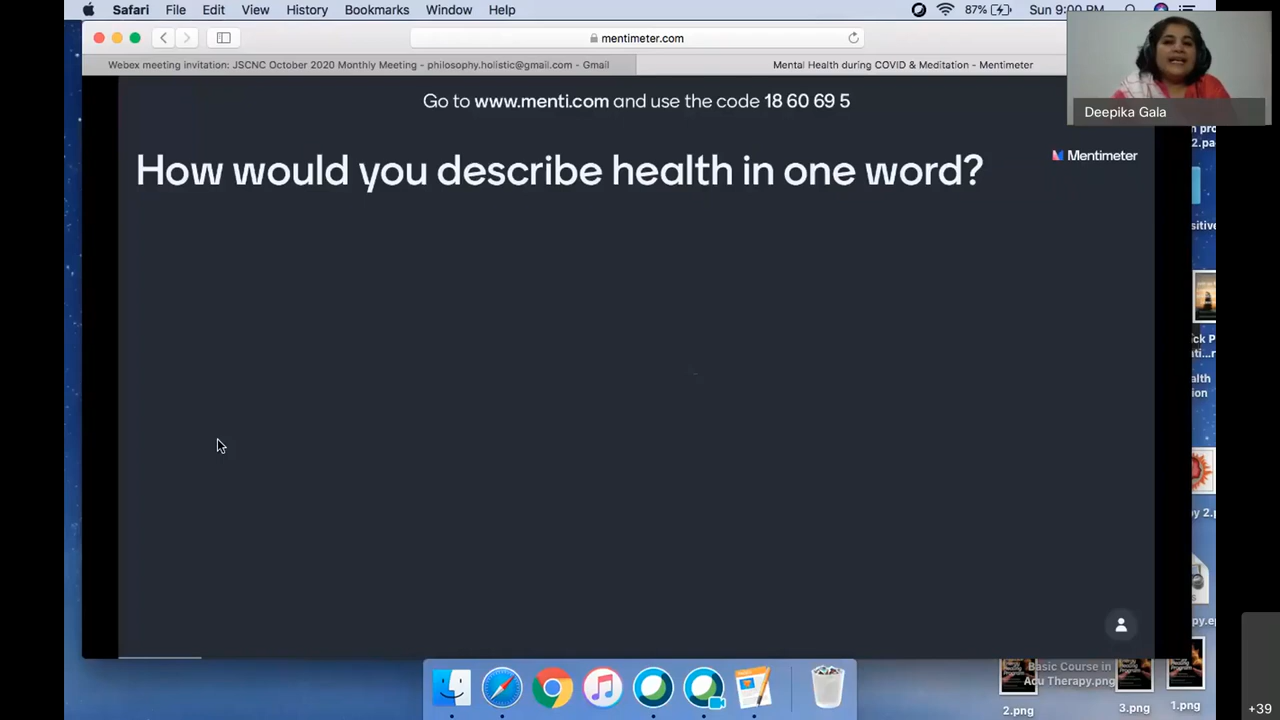 Safari File Edit View History Bookmarks Window Help 87% Sun 9:00 PM
mentimeter.com
Webex meeting invitation: JSCNC October 2020 Monthly Meeting - philosophy.holistic@gmail.com - Gmail
Mental Health during COVID & Meditation - Mentimeter
Deepika Gala
Go to www.menti.com and use the code 18 60 69 5
Mentimeter
How would you describe health in one word?
Basic Course in
Acu Therapy.png
2.png
3.png
1.png
+39